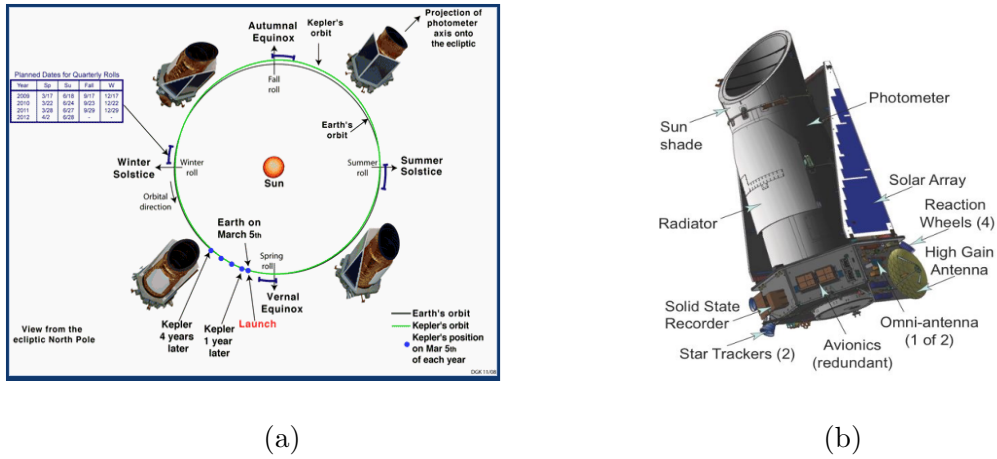 Autumnal
Equinox
Kepler's
orbit
Projection of
photometer
axis onto
the ecliptic
Fall
roll
Planned Dates for Quarterly Rolls
Year Sp Su Fall W
2009 3/17 6/18 9/17 12/17
2010 3/22 6/24 9/23 12/22
2011 3/28 6/27 9/29 12/29
2012 4/2 6/28 - -
Earth's
orbit
Winter
Solstice
Winter
roll
Sun
Summer
roll
Summer
Solstice
Orbital
direction
Earth on
March 5th
Spring
roll
Vernal
Equinox
Launch
Kepler
4 years
later
Kepler
1 year
later
View from the
ecliptic North Pole
Earth's orbit
Kepler's orbit
Kepler's position
on Mar 5th
of each year
DGK 11/08
(a)
Sun
shade
Photometer
Solar Array
Radiator
Reaction
Wheels (4)
High Gain
Antenna
Solid State
Recorder
Omni-antenna
(1 of 2)
Star Trackers (2)
Avionics
(redundant)
(b)